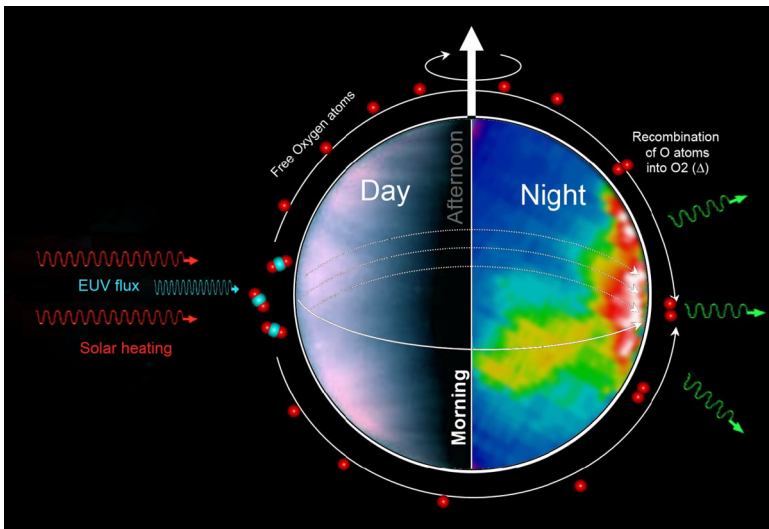 Free Oxygen atoms
Recombination
of O atoms
into O2 (Δ)
Day
Afternoon
Night
EUV flux
Solar heating
Morning